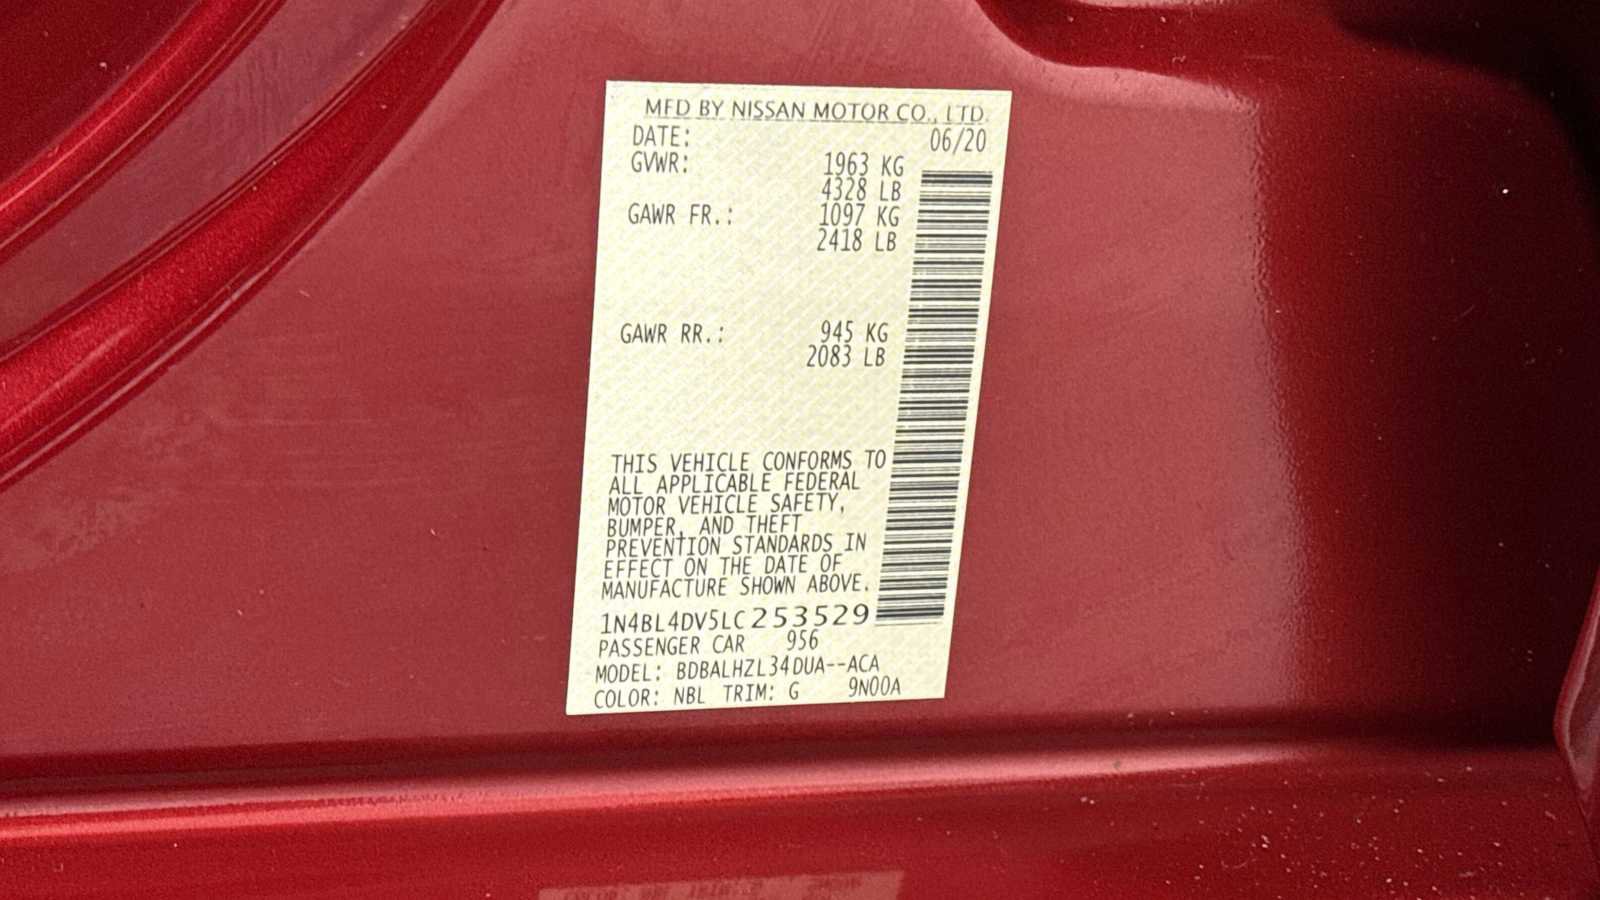 MFD BY NISSAN MOTOR CO., LTD.
DATE: 06/20
GVWR: 1963 KG
4328 LB
GAWR FR.: 1097 KG
2418 LB
GAWR RR.: 945 KG
2083 LB
THIS VEHICLE CONFORMS TO
ALL APPLICABLE FEDERAL
MOTOR VEHICLE SAFETY,
BUMPER, AND THEFT
PREVENTION STANDARDS IN
EFFECT ON THE DATE OF
MANUFACTURE SHOWN ABOVE.
1N4BL4DV5LC253529
PASSENGER CAR 956
MODEL: BDBALHZL34DUA--ACA
COLOR: NBL TRIM: G 9N00A